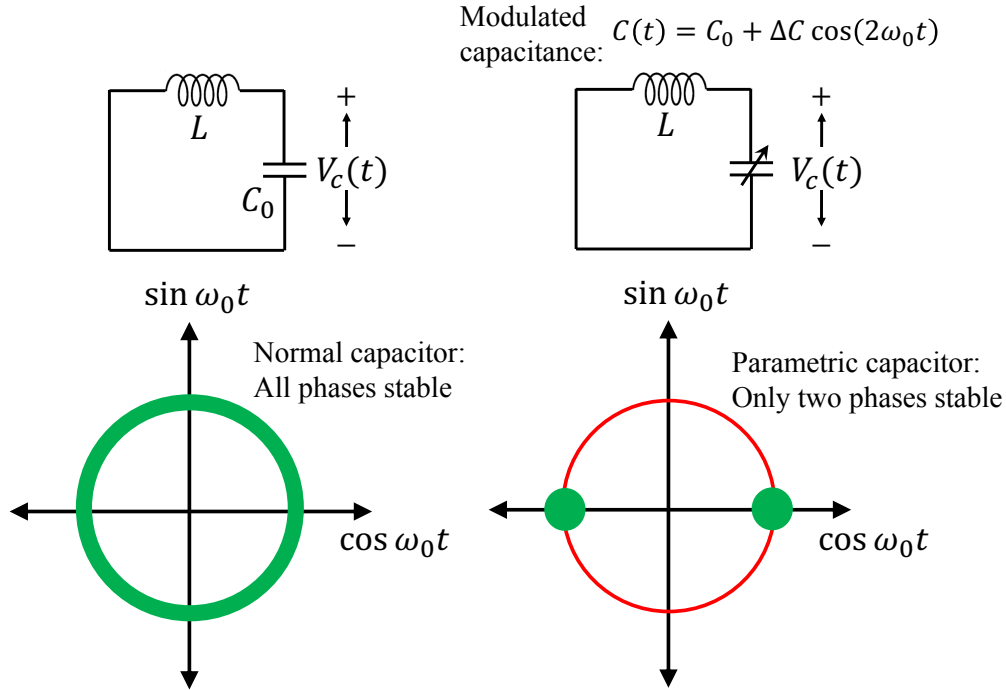 Modulated
capacitance: C(t) = C₀ + ΔC cos(2ω₀t)
L
C₀
+
V_c(t)
−
L
+
V_c(t)
−
sin ω₀t
Normal capacitor:
All phases stable
cos ω₀t
sin ω₀t
Parametric capacitor:
Only two phases stable
cos ω₀t